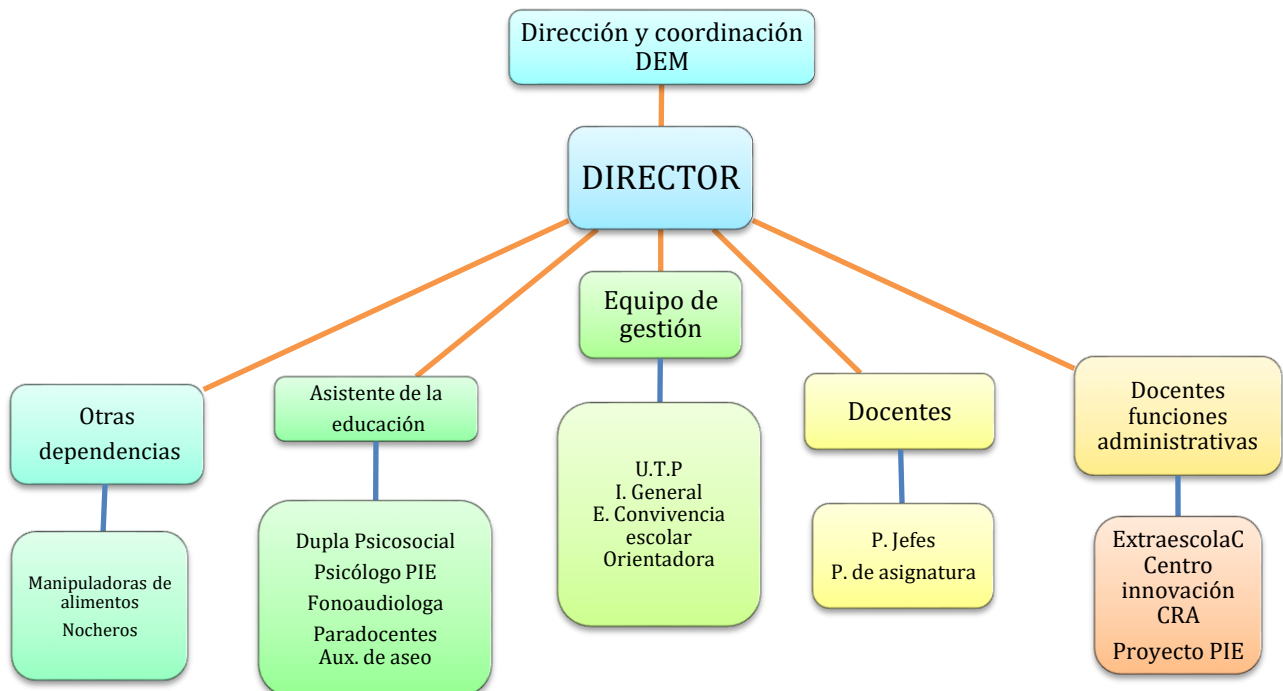 Dirección y coordinación
DEM
DIRECTOR
Equipo de
gestión
Otras
dependencias
Asistente de la
educación
Docentes
Docentes
funciones
administrativas
Manipuladoras de
alimentos
Nocheros
Dupla Psicosocial
Psicólogo PIE
Fonoaudiologa
Paradocentes
Aux. de aseo
U.T.P
I. General
E. Convivencia
escolar
Orientadora
P. Jefes
P. de asignatura
ExtraescolaC
Centro
innovación
CRA
Proyecto PIE